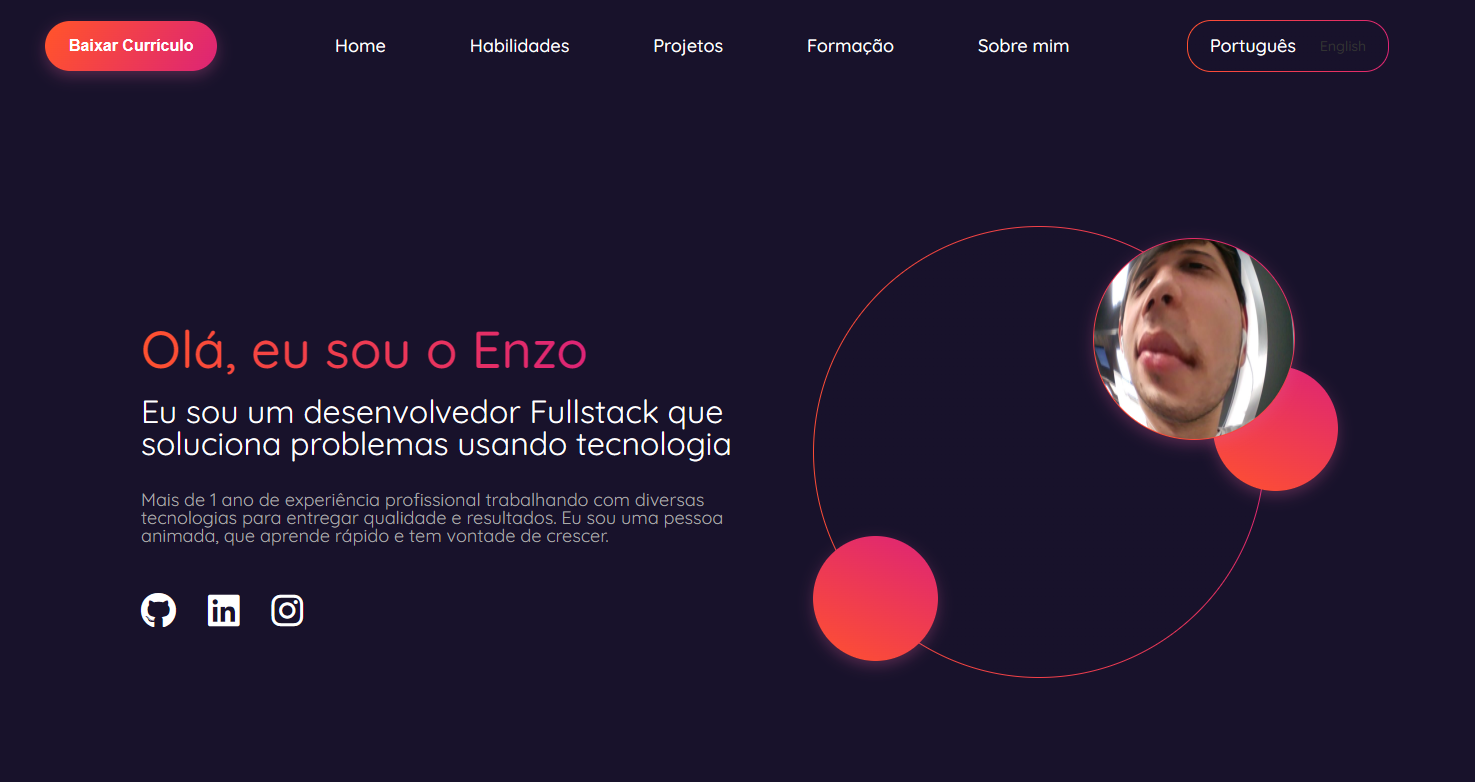 Baixar Currículo
Home
Habilidades
Projetos
Formação
Sobre mim
Português
English
Olá, eu sou o Enzo
Eu sou um desenvolvedor Fullstack que
soluciona problemas usando tecnologia
Mais de 1 ano de experiência profissional trabalhando com diversas
tecnologias para entregar qualidade e resultados. Eu sou uma pessoa
animada, que aprende rápido e tem vontade de crescer.